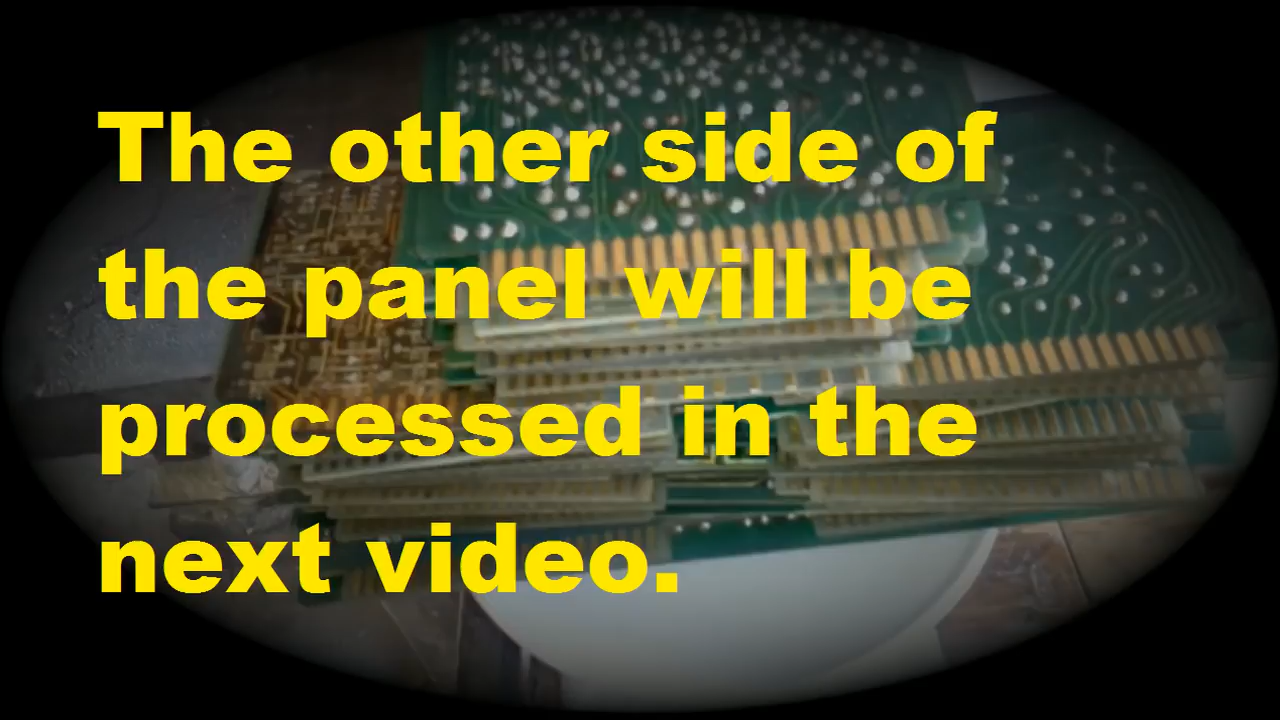 The other side of
the panel will be
processed in the
next video.